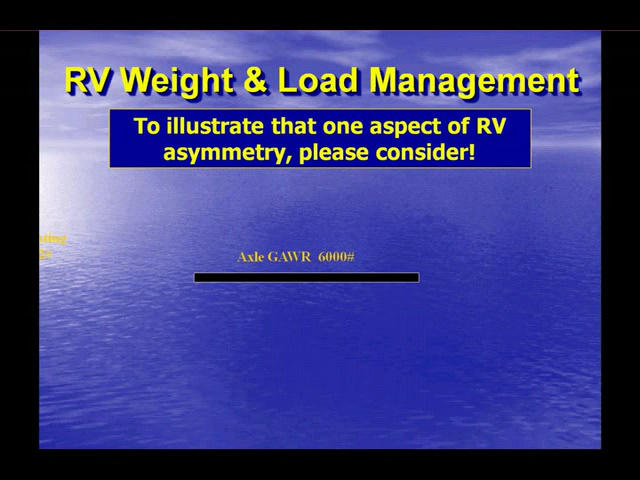 RV Weight & Load Management
To illustrate that one aspect of RV
asymmetry, please consider!
Axle GAWR 6000#